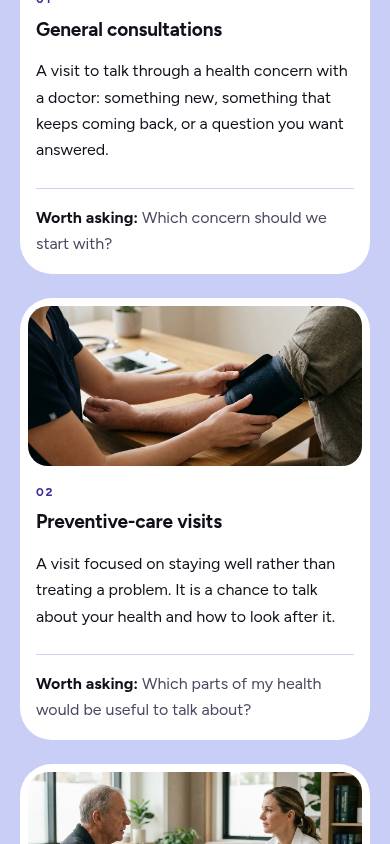 General consultations
A visit to talk through a health concern with
a doctor: something new, something that
keeps coming back, or a question you want
answered.
Worth asking: Which concern should we
start with?
02
Preventive-care visits
A visit focused on staying well rather than
treating a problem. It is a chance to talk
about your health and how to look after it.
Worth asking: Which parts of my health
would be useful to talk about?